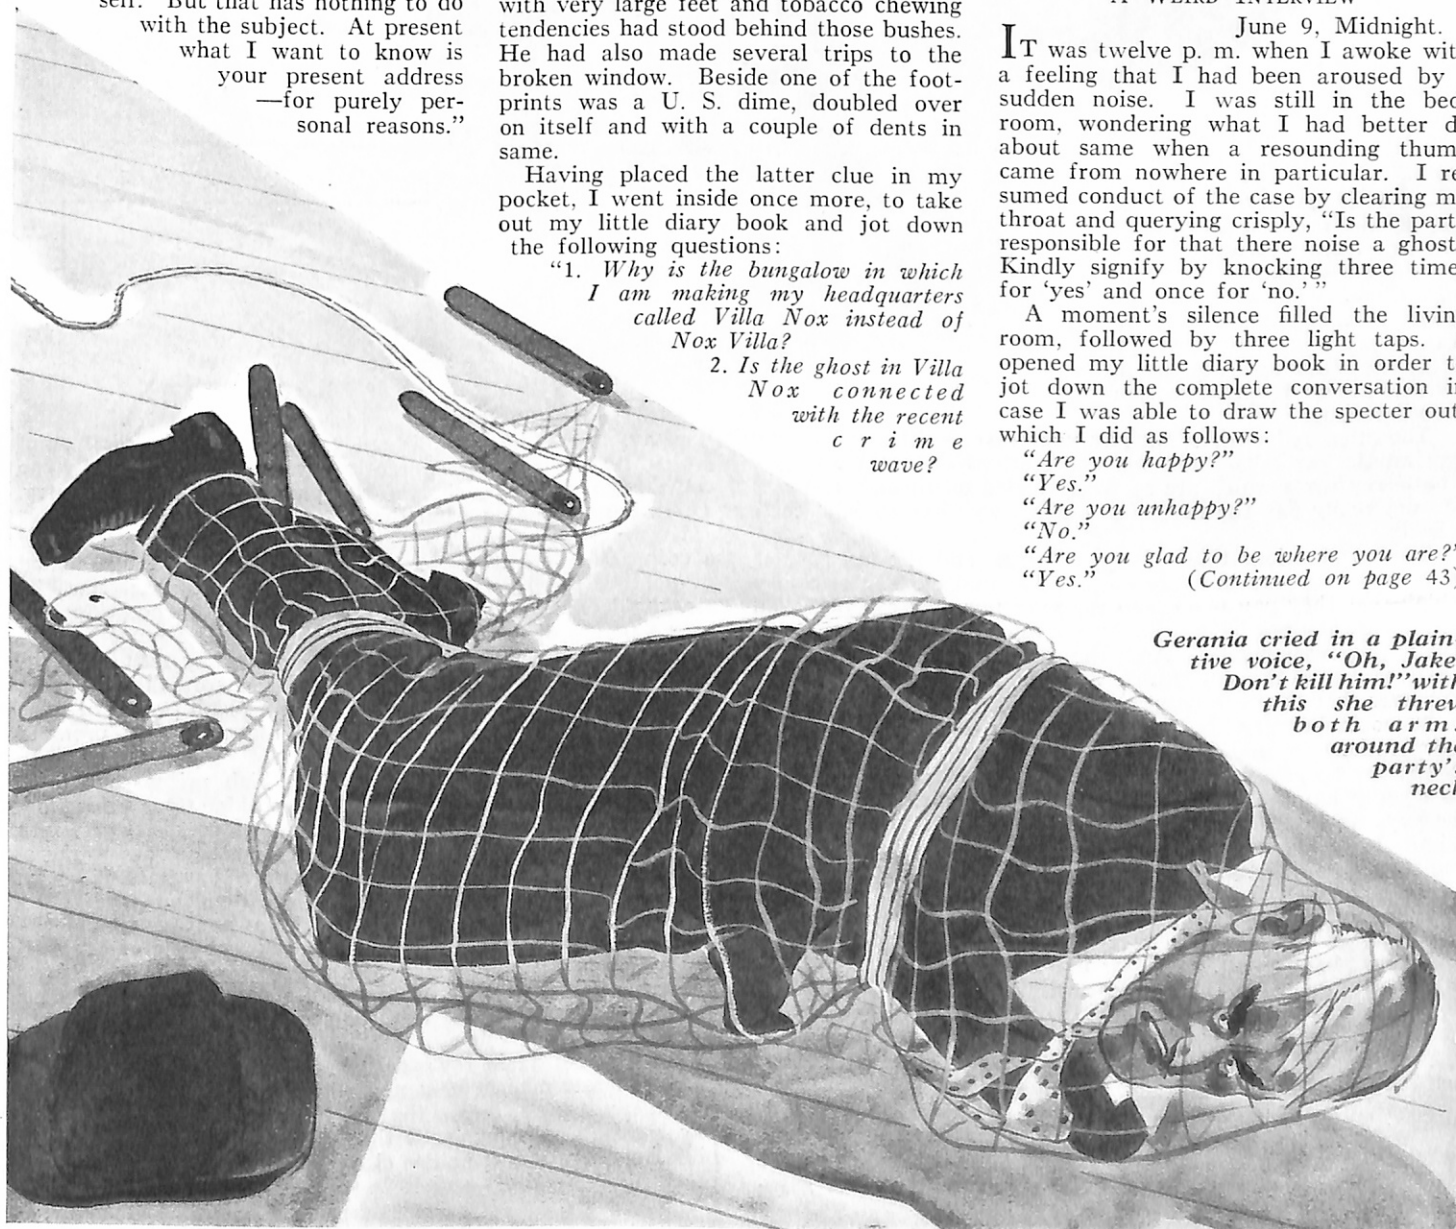 self. But that has nothing to do
with the subject. At present
what I want to know is
your present address
—for purely per-
sonal reasons.”
with very large feet and tobacco chewing
tendencies had stood behind those bushes.
He had also made several trips to the
broken window. Beside one of the foot-
prints was a U. S. dime, doubled over
on itself and with a couple of dents in
same.
Having placed the latter clue in my
pocket, I went inside once more, to take
out my little diary book and jot down
the following questions:
“1. Why is the bungalow in which
I am making my headquarters
called Villa Nox instead of
Nox Villa?
2. Is the ghost in Villa
Nox connected
with the recent
crime
wave?
A WEIRD INTERVIEW
June 9, Midnight.
IT was twelve p. m. when I awoke wit
a feeling that I had been aroused by
sudden noise. I was still in the bed
room, wondering what I had better d
about same when a resounding thum
came from nowhere in particular. I re
sumed conduct of the case by clearing m
throat and querying crisply, “Is the part
responsible for that there noise a ghost
Kindly signify by knocking three time
for ‘yes’ and once for ‘no.’ ”
A moment’s silence filled the livin
room, followed by three light taps.
opened my little diary book in order t
jot down the complete conversation i
case I was able to draw the specter out
which I did as follows:
“Are you happy?”
“Yes.”
“Are you unhappy?”
“No.”
“Are you glad to be where you are?”
“Yes.” (Continued on page 43)
Gerania cried in a plain
tive voice, “Oh, Jake
Don’t kill him!” with
this she threw
both arm
around the
party’
neck